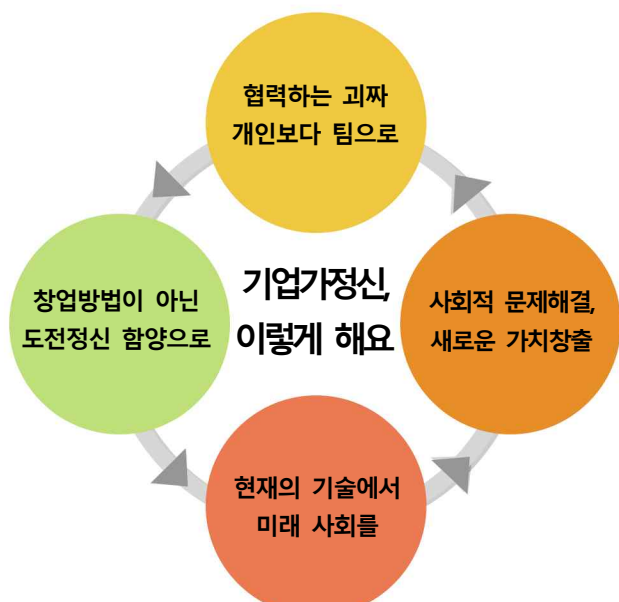 협력하는 괴짜
개인보다 팀으로
창업방법이 아닌
도전정신 함양으로
기업가정신,
이렇게 해요
사회적 문제해결,
새로운 가치창출
현재의 기술에서
미래 사회를